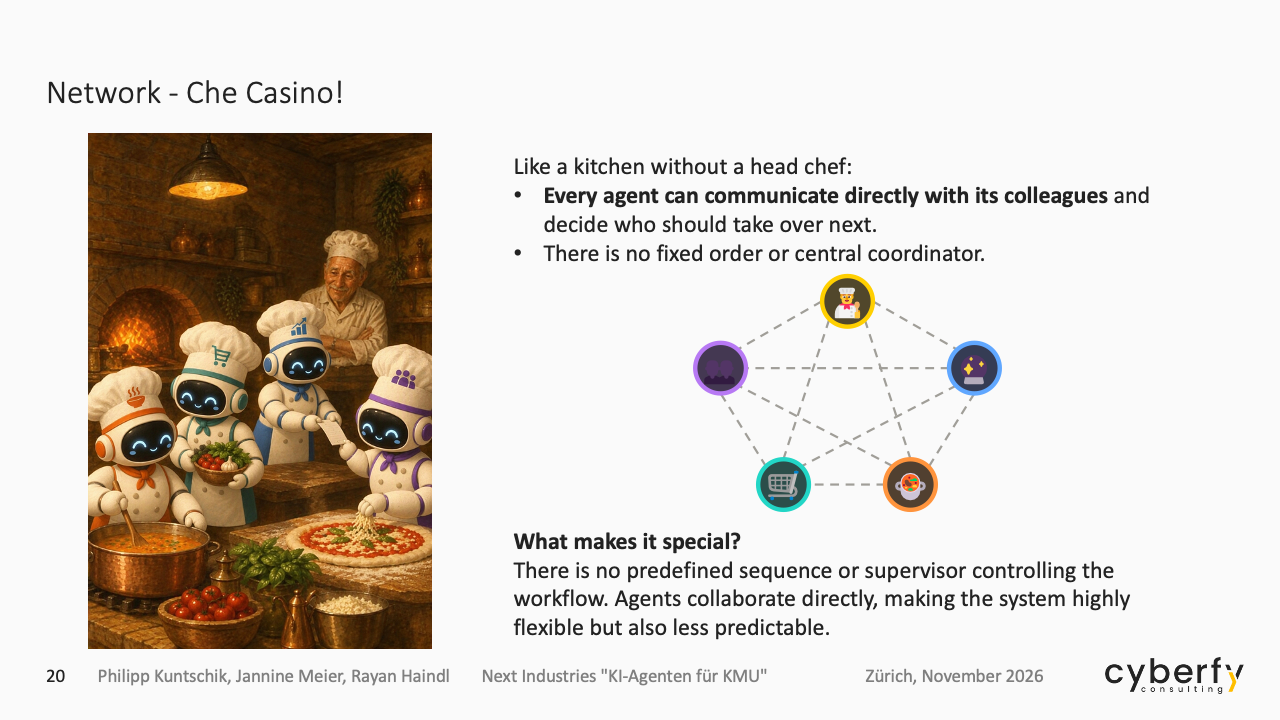 Network - Che Casino!
Like a kitchen without a head chef:
• Every agent can communicate directly with its colleagues and
decide who should take over next.
• There is no fixed order or central coordinator.
What makes it special?
There is no predefined sequence or supervisor controlling the
workflow. Agents collaborate directly, making the system highly
flexible but also less predictable.
20 Philipp Kuntschik, Jannine Meier, Rayan Haindl Next Industries "KI-Agenten für KMU" Zürich, November 2026
cyberfy
consulting